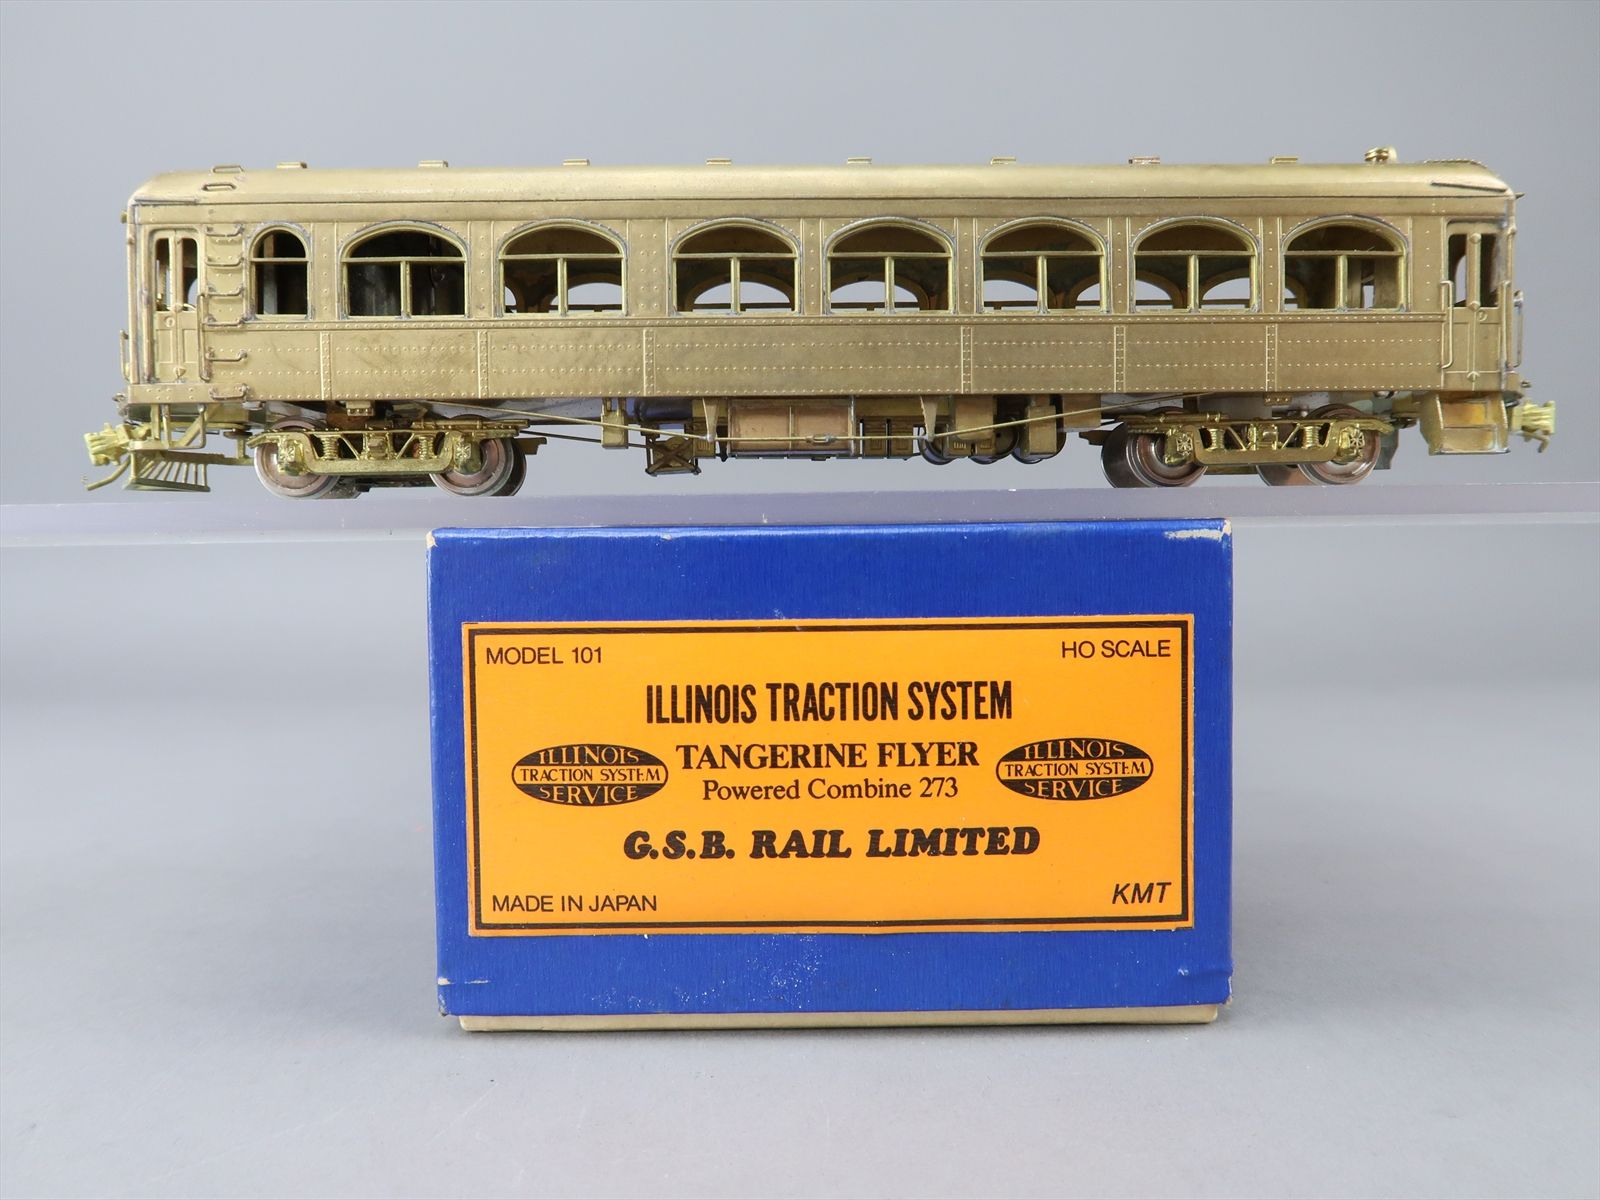 MODEL 101
HO SCALE
ILLINOIS TRACTION SYSTEM
ILLINOIS
TRACTION SYSTEM
SERVICE
TANGERINE FLYER
Powered Combine 273
ILLINOIS
TRACTION SYSTEM
SERVICE
G.S.B. RAIL LIMITED
MADE IN JAPAN
KMT